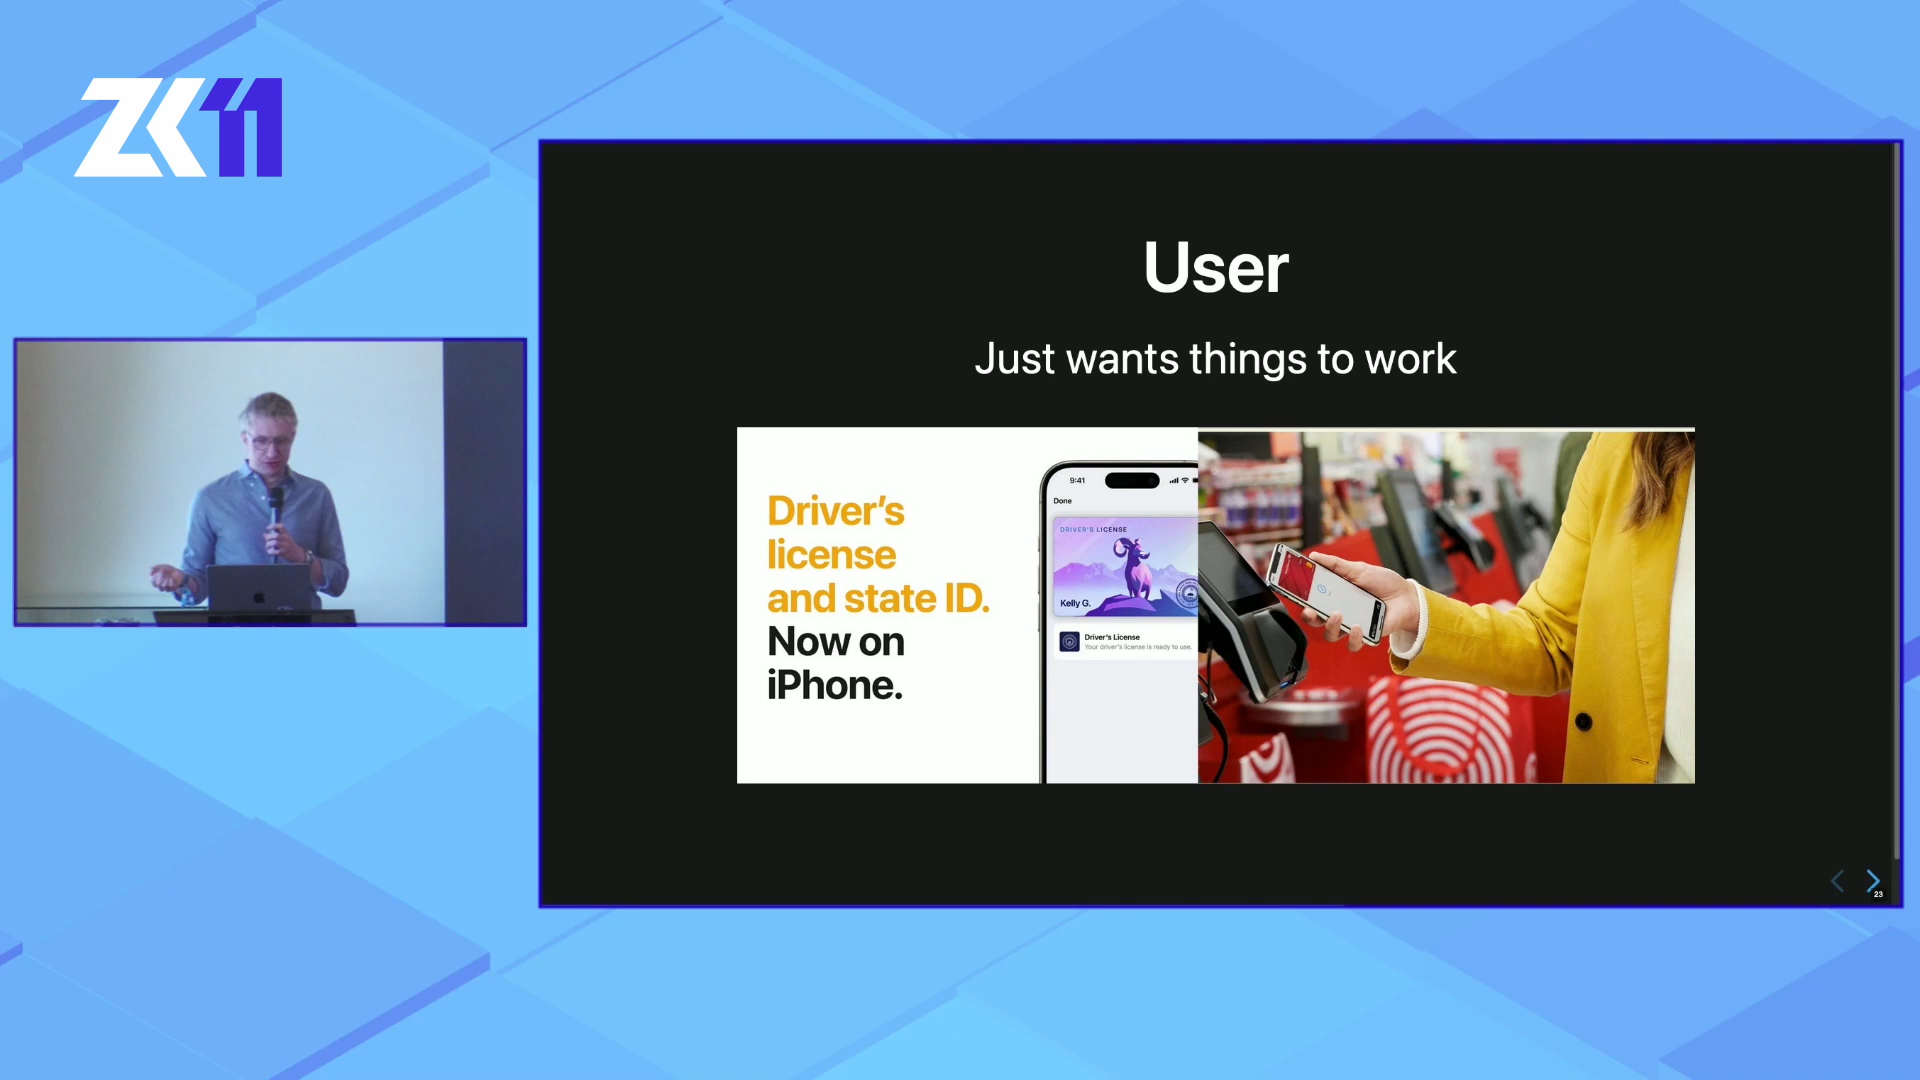 ZK11
User
Just wants things to work
Driver's
license
and state ID.
Now on
iPhone.
9:41
Done
DRIVER'S LICENSE
Kelly G.
Driver's License
Your driver's license is ready to use.
23